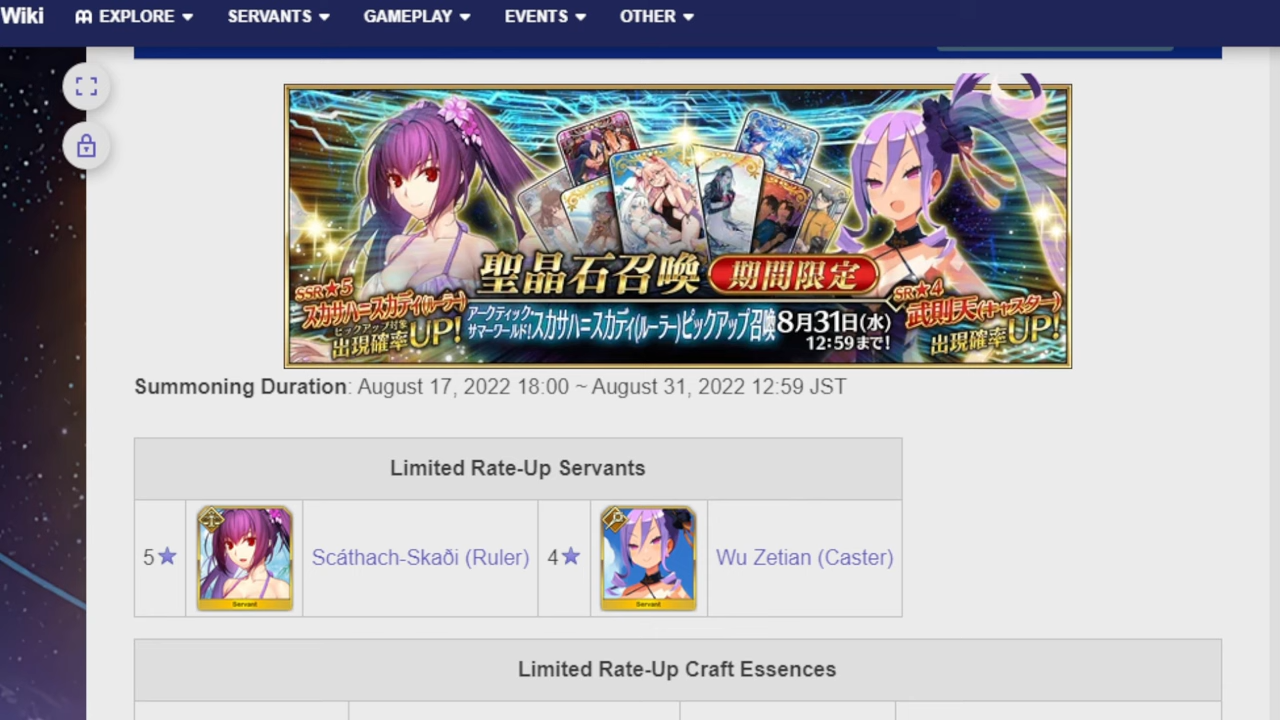 Wiki EXPLORE SERVANTS GAMEPLAY EVENTS OTHER
聖晶石召喚 期間限定
SSR★5
スカサハ=スカディ(ルーラー)
ピックアップ対象
出現確率UP!
アークティック・
サマーワールド!スカサハ=スカディ(ルーラー)ピックアップ召喚
8月31日(水)
12:59まで!
SR★4
武則天(キャスター)
出現確率UP!
Summoning Duration: August 17, 2022 18:00 ~ August 31, 2022 12:59 JST
Limited Rate-Up Servants
5★ Servant Scáthach-Skaði (Ruler) 4★ Servant Wu Zetian (Caster)
Limited Rate-Up Craft Essences